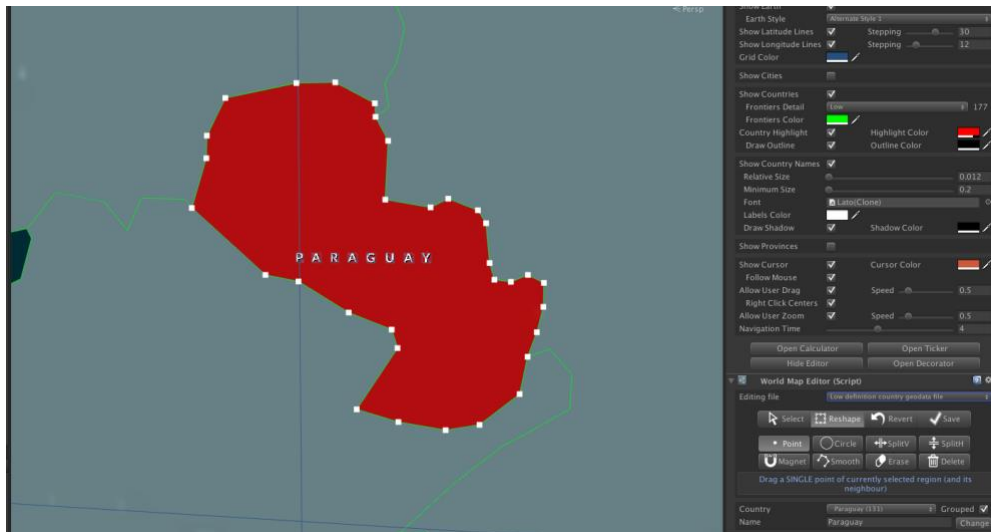 Persp
PARAGUAY
Show Earth
Earth Style Alternate Style 1
Show Latitude Lines Stepping 30
Show Longitude Lines Stepping 12
Grid Color
Show Cities
Show Countries
Frontiers Detail Low 177
Frontiers Color
Country Highlight Highlight Color
Draw Outline Outline Color
Show Country Names
Relative Size 0.012
Minimum Size 0.2
Font Lato(Clone)
Labels Color
Draw Shadow Shadow Color
Show Provinces
Show Cursor Cursor Color
Follow Mouse
Allow User Drag Speed 0.5
Right Click Centers
Allow User Zoom Speed 0.5
Navigation Time 4
Open Calculator Open Ticker
Hide Editor Open Decorator
World Map Editor (Script)
Editing file Low definition country geodata file
Select Reshape Revert Save
Point Circle SplitV SplitH
Magnet Smooth Erase Delete
Drag a SINGLE point of currently selected region (and its
neighbour)
Country Paraguay (131) Grouped
Name Paraguay Change